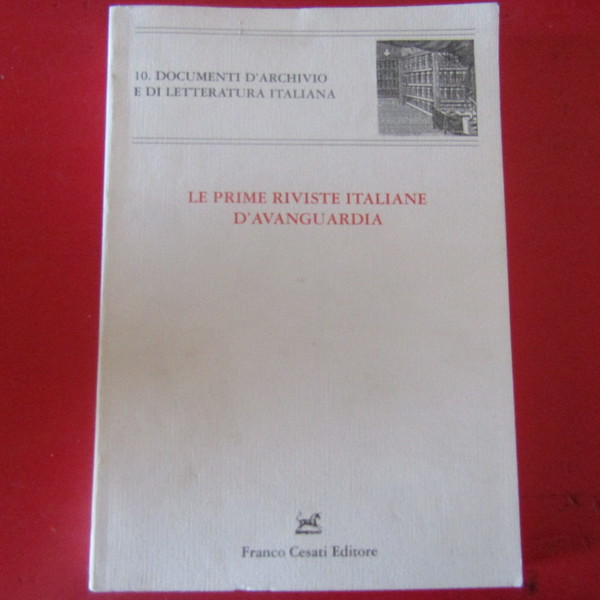 10. DOCUMENTI D'ARCHIVIO
E DI LETTERATURA ITALIANA
LE PRIME RIVISTE ITALIANE
D'AVANGUARDIA
Franco Cesati Editore